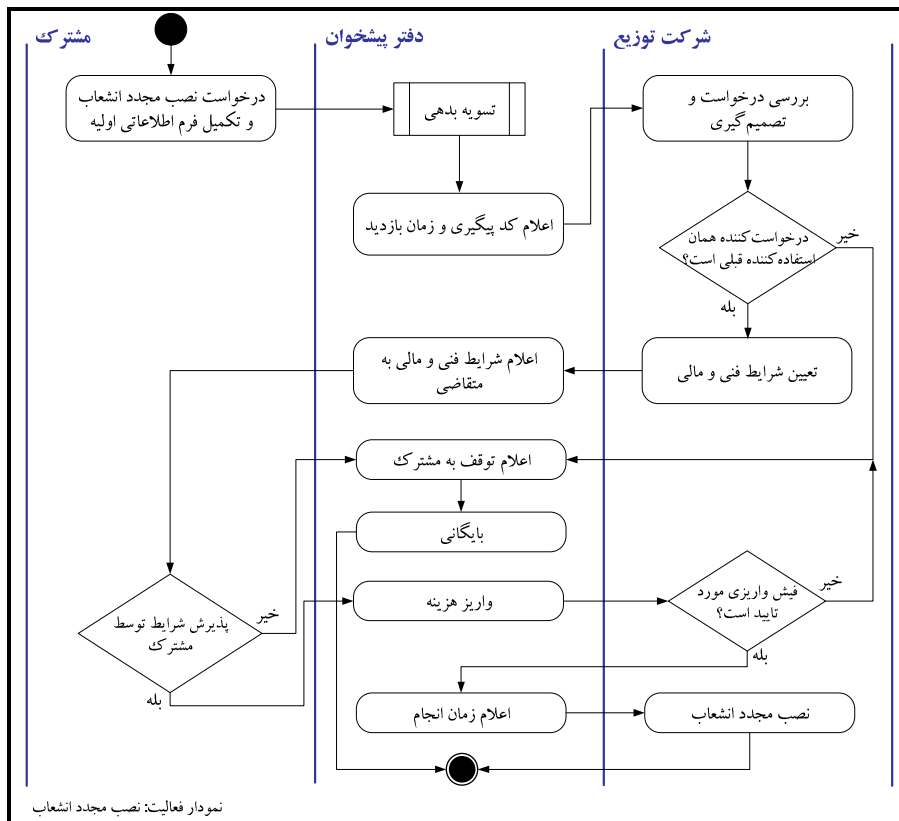 مشترك
دفتر پیشخوان
شرکت توزیع
درخواست نصب مجدد انشعاب
و تکمیل فرم اطلاعاتی اولیه
تسویه بدهی
بررسی درخواست و
تصمیم‌گیری
اعلام کد پیگیری و زمان بازدید
درخواست‌کننده همان
استفاده‌کننده قبلی است؟
خیر
بله
تعیین شرایط فنی و مالی
اعلام شرایط فنی و مالی به
متقاضی
اعلام توقف به مشترك
بایگانی
پذیرش شرایط توسط
مشترك
خیر
بله
واریز هزینه
فیش واریزی مورد
تایید است؟
خیر
بله
اعلام زمان انجام
نصب مجدد انشعاب
نمودار فعالیت: نصب مجدد انشعاب